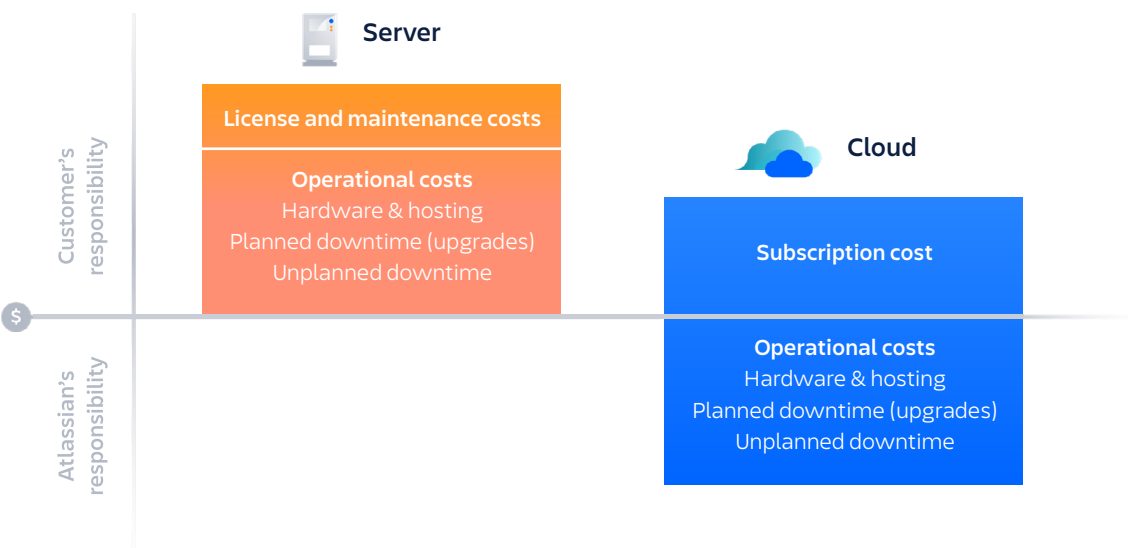 Server
License and maintenance costs
Operational costs
Hardware & hosting
Planned downtime (upgrades)
Unplanned downtime
Customer's
responsibility
Cloud
Subscription cost
$
Operational costs
Hardware & hosting
Planned downtime (upgrades)
Unplanned downtime
Atlassian's
responsibility